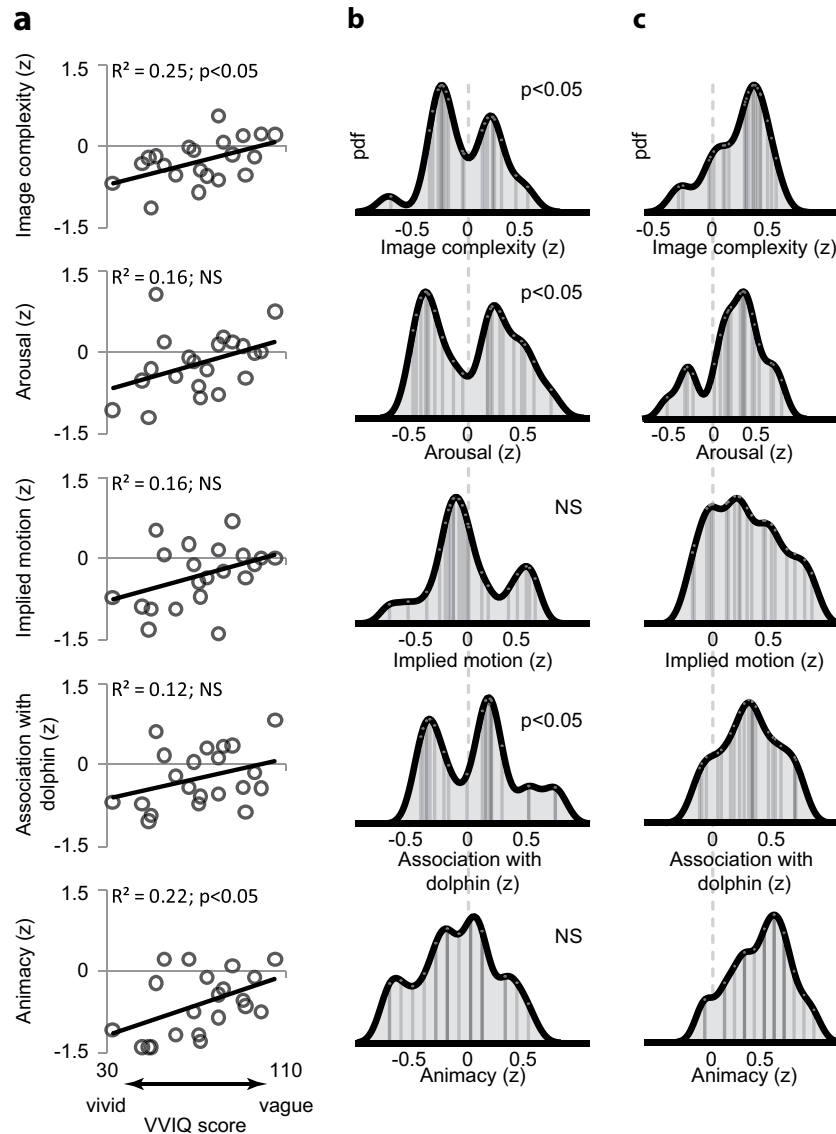 a
Image complexity (z)
1.5
0
-1.5
R² = 0.25; p<0.05
Arousal (z)
1.5
0
-1.5
R² = 0.16; NS
Implied motion (z)
1.5
0
-1.5
R² = 0.16; NS
Association with
dolphin (z)
1.5
0
-1.5
R² = 0.12; NS
Animacy (z)
1.5
0
-1.5
R² = 0.22; p<0.05
30 110
vivid vague
VVIQ score
b
pdf
p<0.05
-0.5 0 0.5
Image complexity (z)
p<0.05
-0.5 0 0.5
Arousal (z)
NS
-0.5 0 0.5
Implied motion (z)
p<0.05
-0.5 0 0.5
Association with
dolphin (z)
NS
-0.5 0 0.5
Animacy (z)
c
pdf
-0.5 0 0.5
Image complexity (z)
-0.5 0 0.5
Arousal (z)
0 0.5
Implied motion (z)
0 0.5
Association with
dolphin (z)
0 0.5
Animacy (z)